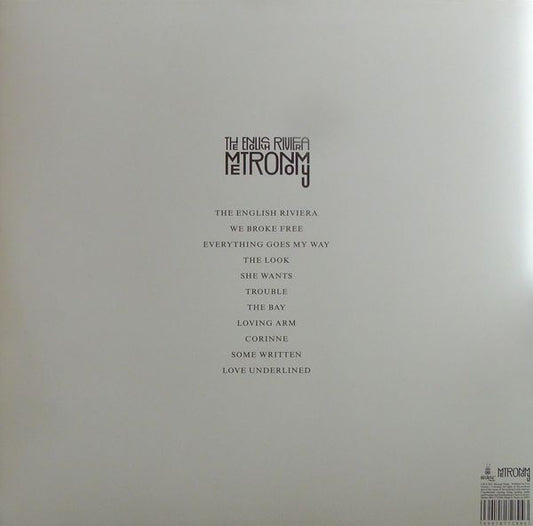 THE ENGLISH RIVIERA
METRONOMY
THE ENGLISH RIVIERA
WE BROKE FREE
EVERYTHING GOES MY WAY
THE LOOK
SHE WANTS
TROUBLE
THE BAY
LOVING ARM
CORINNE
SOME WRITTEN
LOVE UNDERLINED
METRONOMY